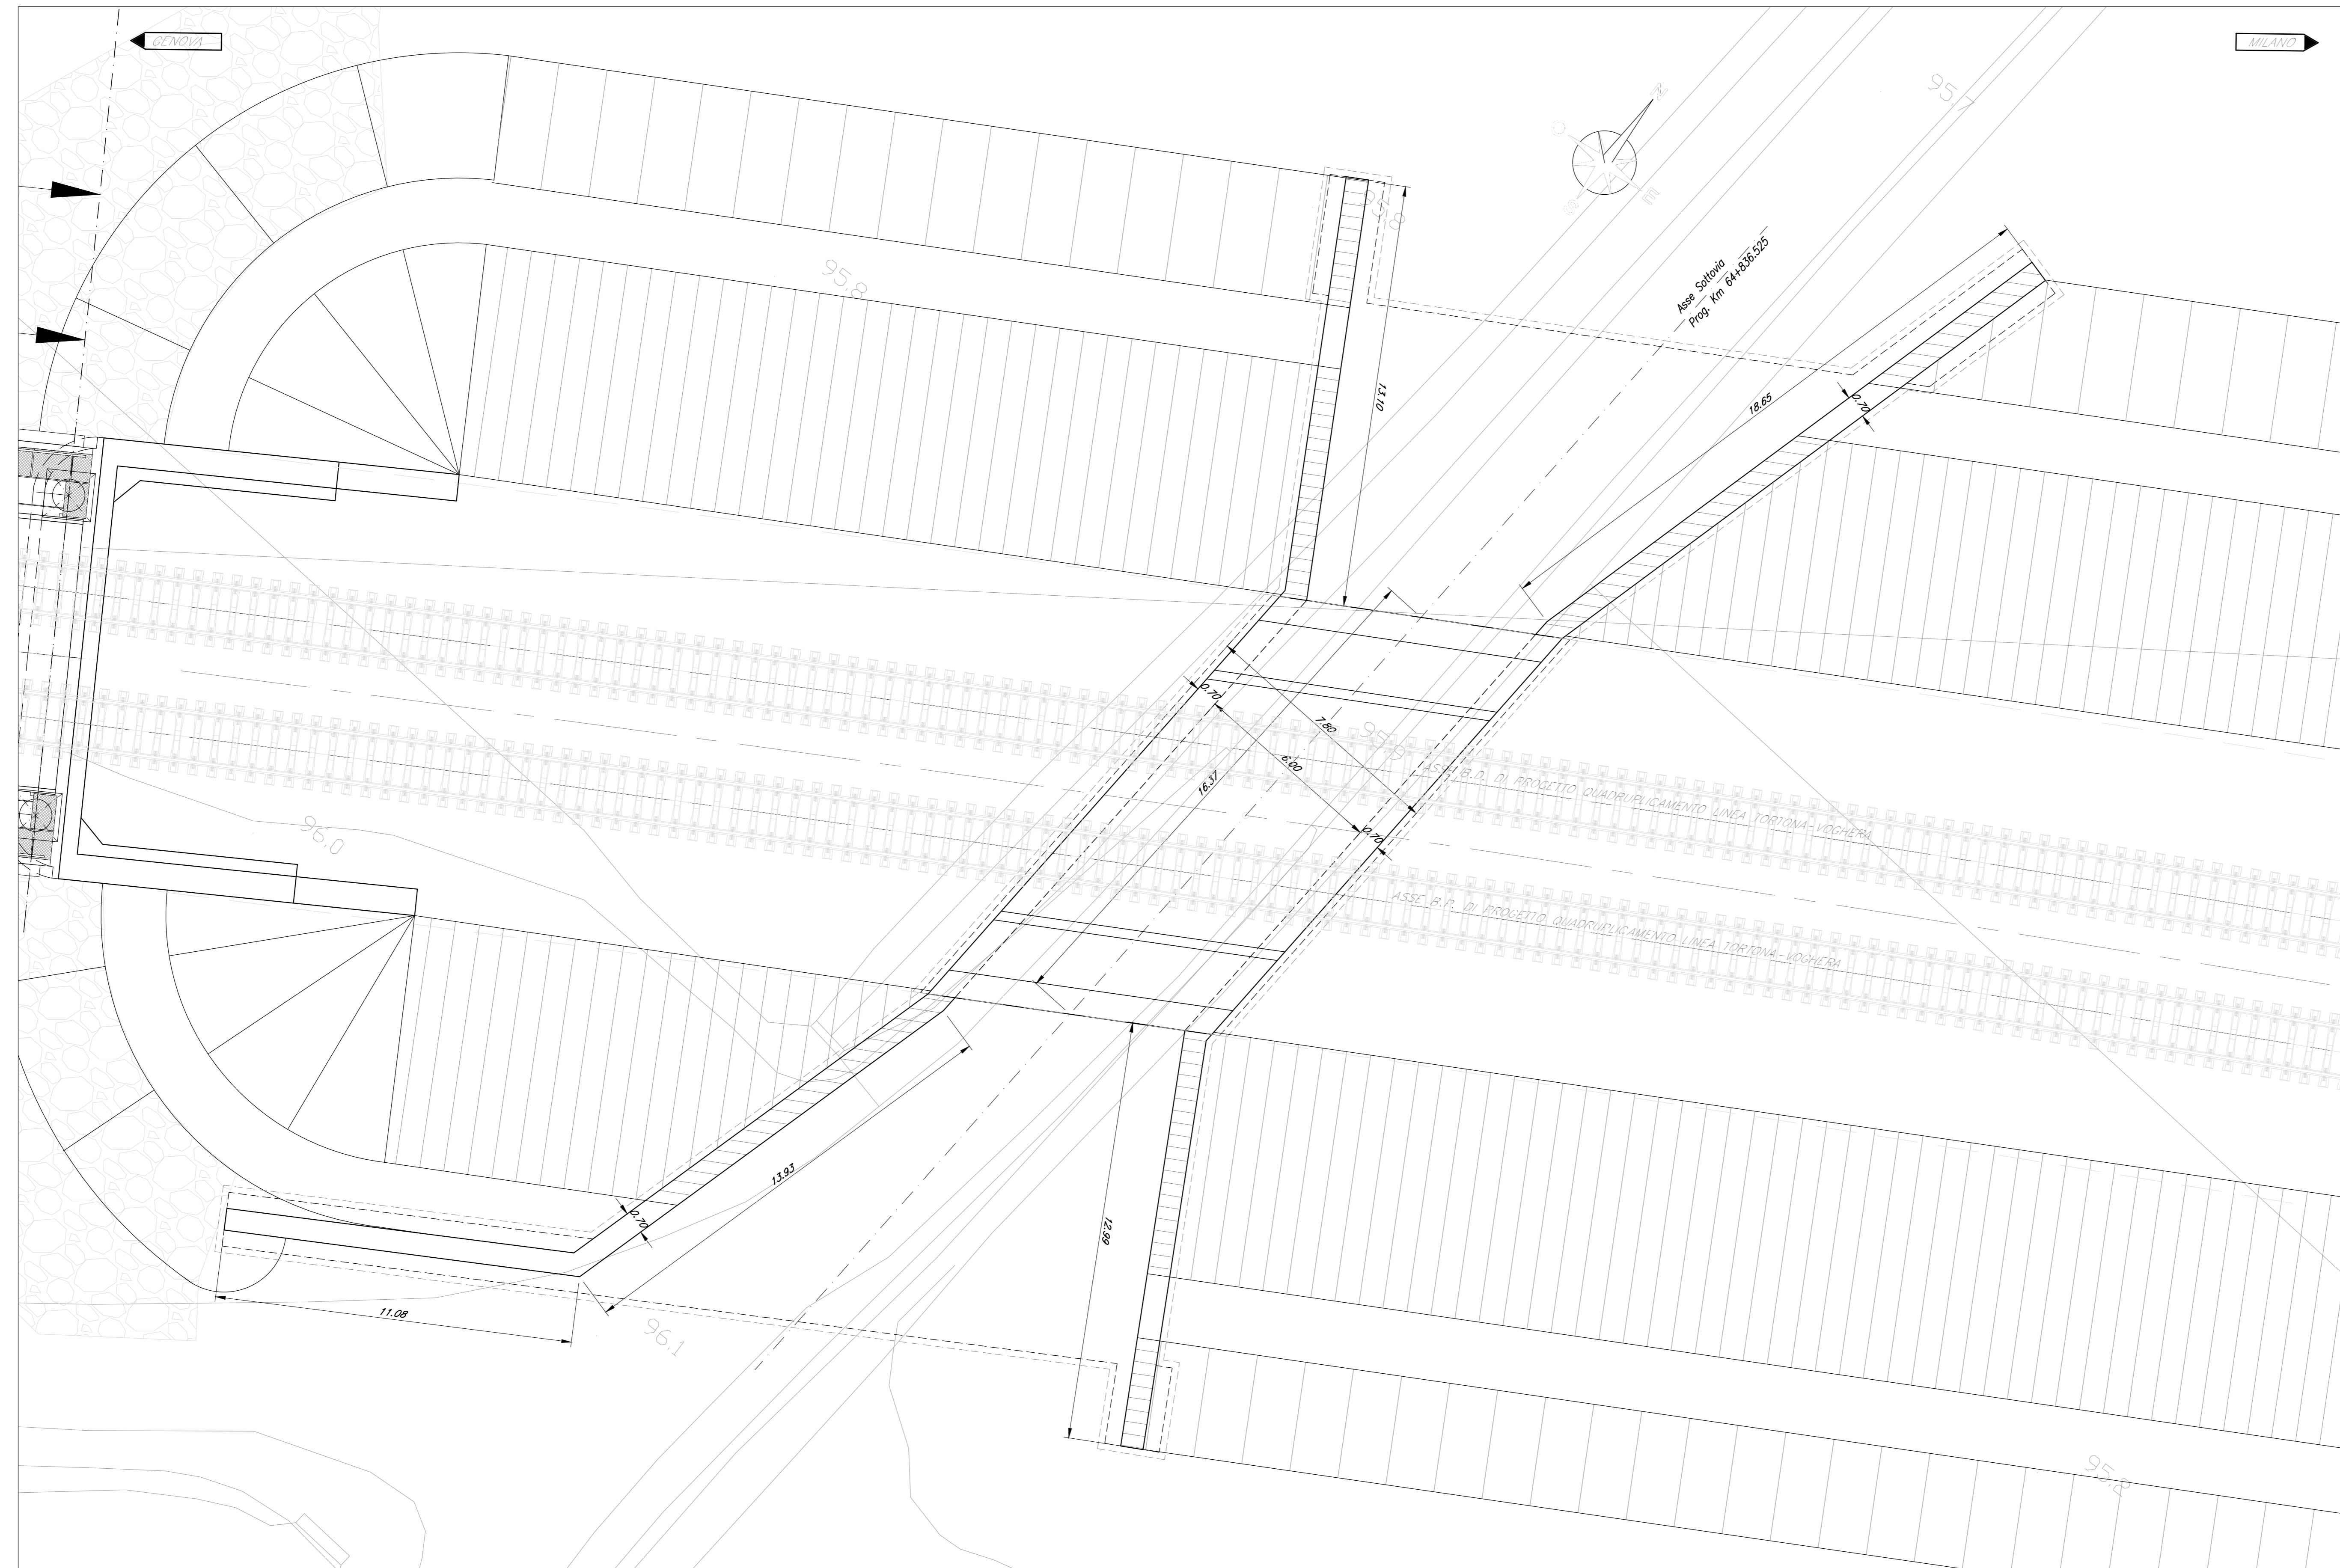 GENOVA
MILANO
95.7
N
O
E
S
95.8
Asse Sottovia
Prog. Km 64+836.525
95.8
13.10
18.65
0.70
0.70
7.80
95.9
6.00
16.37
ASSE B.D. DI PROGETTO QUADRUPLICAMENTO LINEA TORTONA-VOGHERA
96.0
0.70
ASSE B.P. DI PROGETTO QUADRUPLICAMENTO LINEA TORTONA-VOGHERA
13.93
0.70
12.99
11.08
96.1